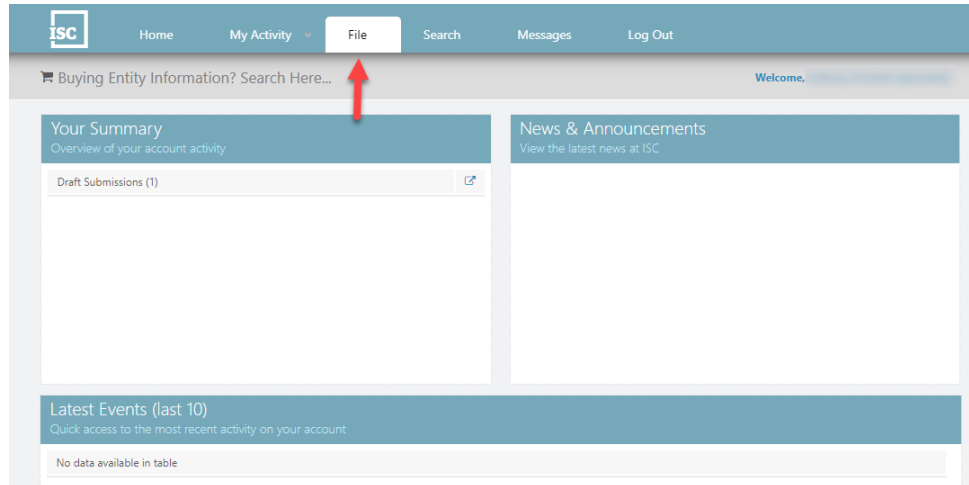 ISC
Home My Activity File Search Messages Log Out
Buying Entity Information? Search Here...
Welcome,
Your Summary
Overview of your account activity
Draft Submissions (1)
News & Announcements
View the latest news at ISC
Latest Events (last 10)
Quick access to the most recent activity on your account
No data available in table